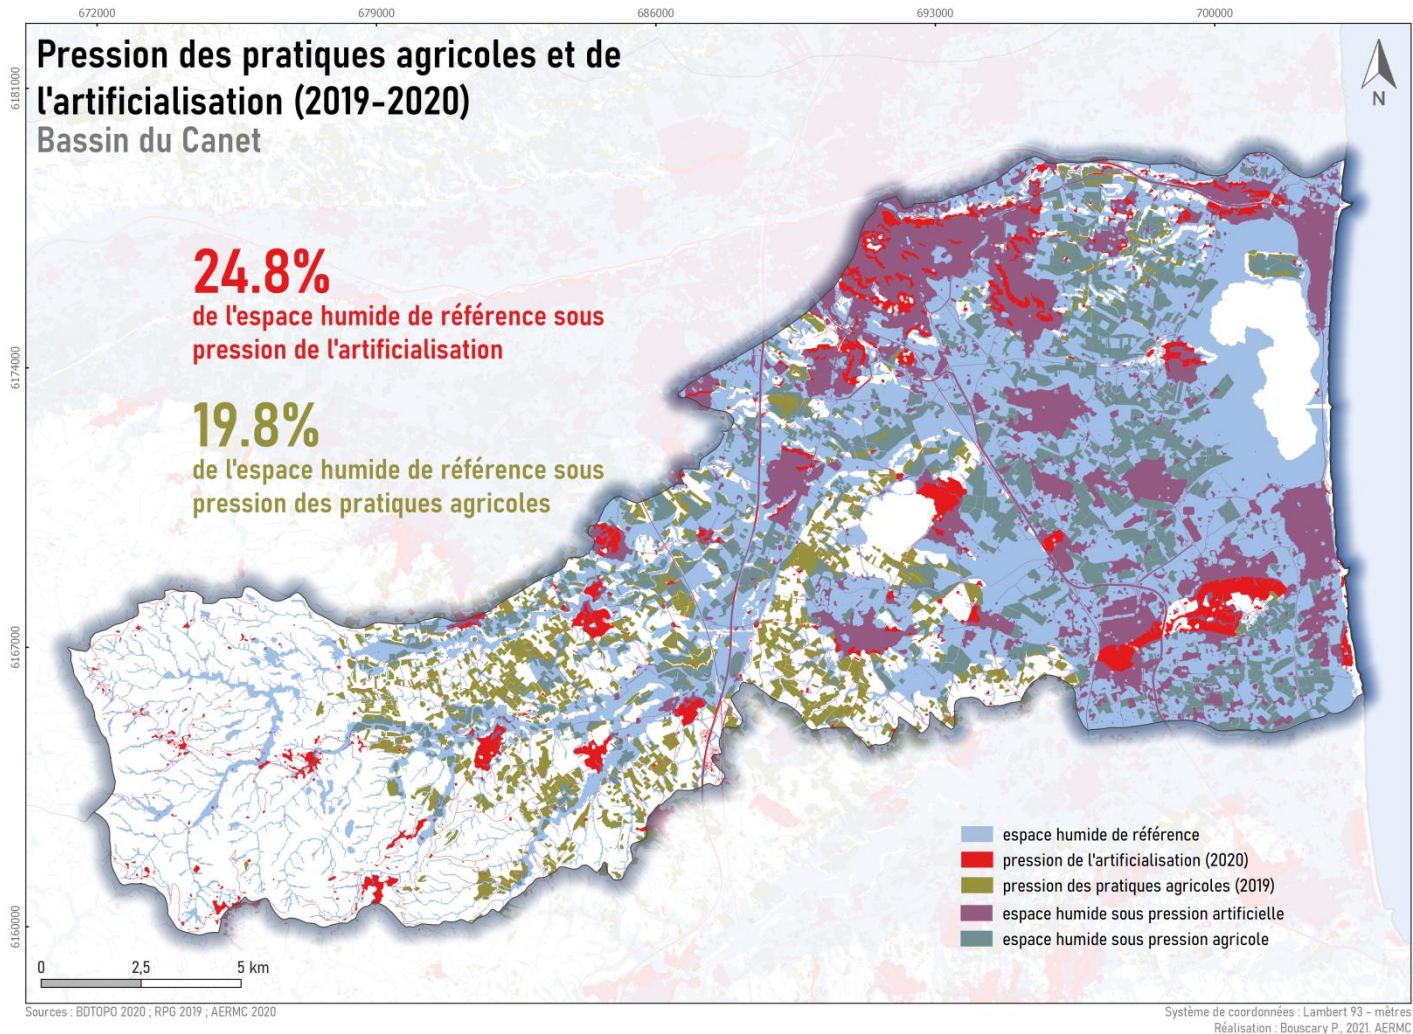 672000
679000
686000
693000
700000
6181000
6174000
6167000
6160000
Pression des pratiques agricoles et de
l'artificialisation (2019-2020)
Bassin du Canet
N
24.8%
de l'espace humide de référence sous
pression de l'artificialisation
19.8%
de l'espace humide de référence sous
pression des pratiques agricoles
espace humide de référence
pression de l'artificialisation (2020)
pression des pratiques agricoles (2019)
espace humide sous pression artificielle
espace humide sous pression agricole
0 2,5 5 km
Sources : BDTOPO 2020 ; RPG 2019 ; AERMC 2020
Système de coordonnées : Lambert 93 - mètres
Réalisation : Bouscary P., 2021. AERMC